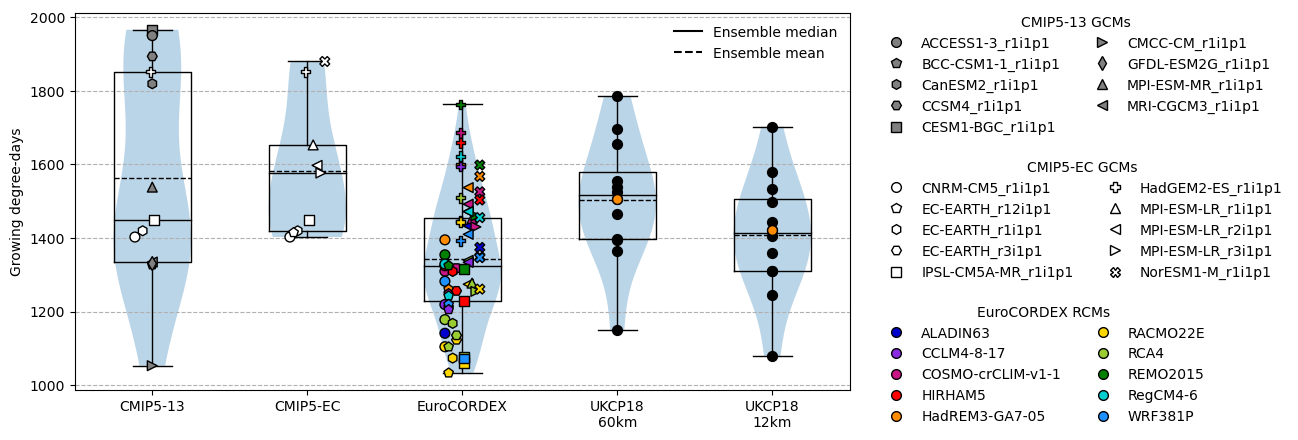 Growing degree-days
2000
1800
1600
1400
1200
1000
Ensemble median
Ensemble mean
CMIP5-13
CMIP5-EC
EuroCORDEX
UKCP18
60km
UKCP18
12km
CMIP5-13 GCMs
ACCESS1-3_r1i1p1
BCC-CSM1-1_r1i1p1
CanESM2_r1i1p1
CCSM4_r1i1p1
CESM1-BGC_r1i1p1
CMCC-CM_r1i1p1
GFDL-ESM2G_r1i1p1
MPI-ESM-MR_r1i1p1
MRI-CGCM3_r1i1p1
CMIP5-EC GCMs
CNRM-CM5_r1i1p1
EC-EARTH_r12i1p1
EC-EARTH_r1i1p1
EC-EARTH_r3i1p1
IPSL-CM5A-MR_r1i1p1
HadGEM2-ES_r1i1p1
MPI-ESM-LR_r1i1p1
MPI-ESM-LR_r2i1p1
MPI-ESM-LR_r3i1p1
NorESM1-M_r1i1p1
EuroCORDEX RCMs
ALADIN63
CCLM4-8-17
COSMO-crCLIM-v1-1
HIRHAM5
HadREM3-GA7-05
RACMO22E
RCA4
REMO2015
RegCM4-6
WRF381P